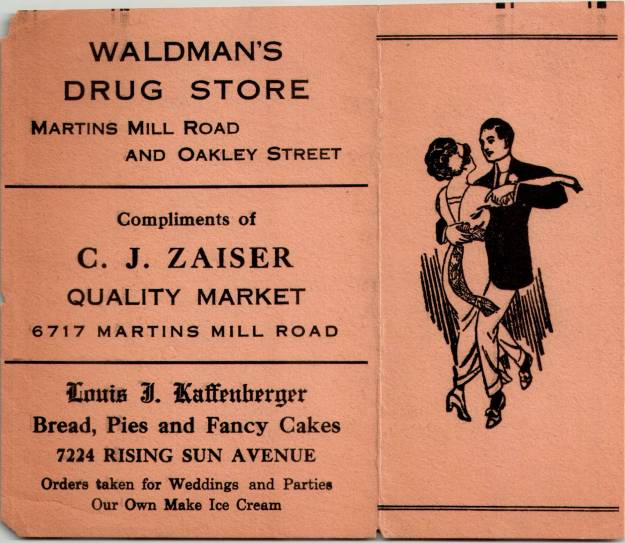 WALDMAN'S
DRUG STORE
MARTINS MILL ROAD
AND OAKLEY STREET
Compliments of
C. J. ZAISER
QUALITY MARKET
6717 MARTINS MILL ROAD
Louis J. Kaffenberger
Bread, Pies and Fancy Cakes
7224 RISING SUN AVENUE
Orders taken for Weddings and Parties
Our Own Make Ice Cream